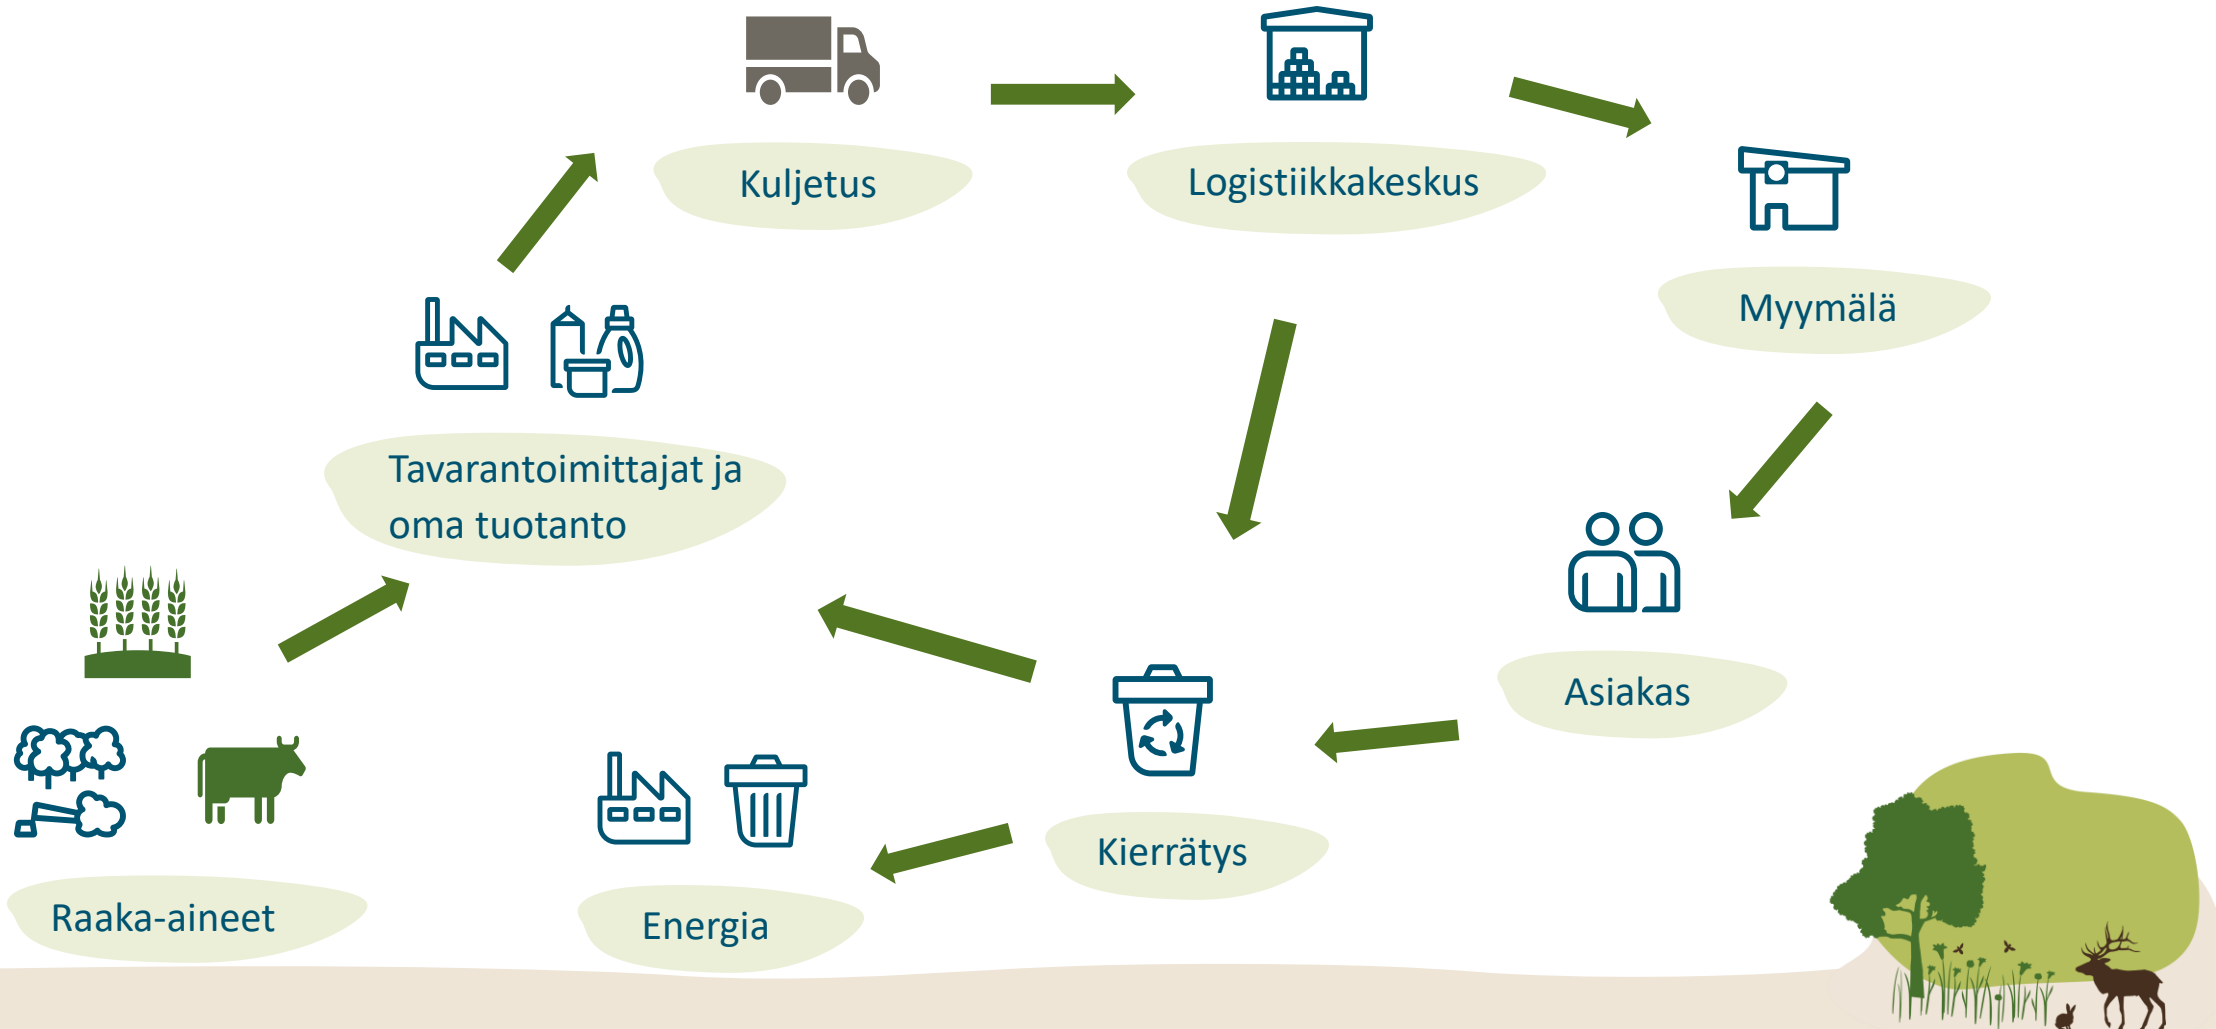 Kuljetus
Logistiikkakeskus
Myymälä
Tavarantoimittajat ja
oma tuotanto
Asiakas
Kierrätys
Raaka-aineet
Energia